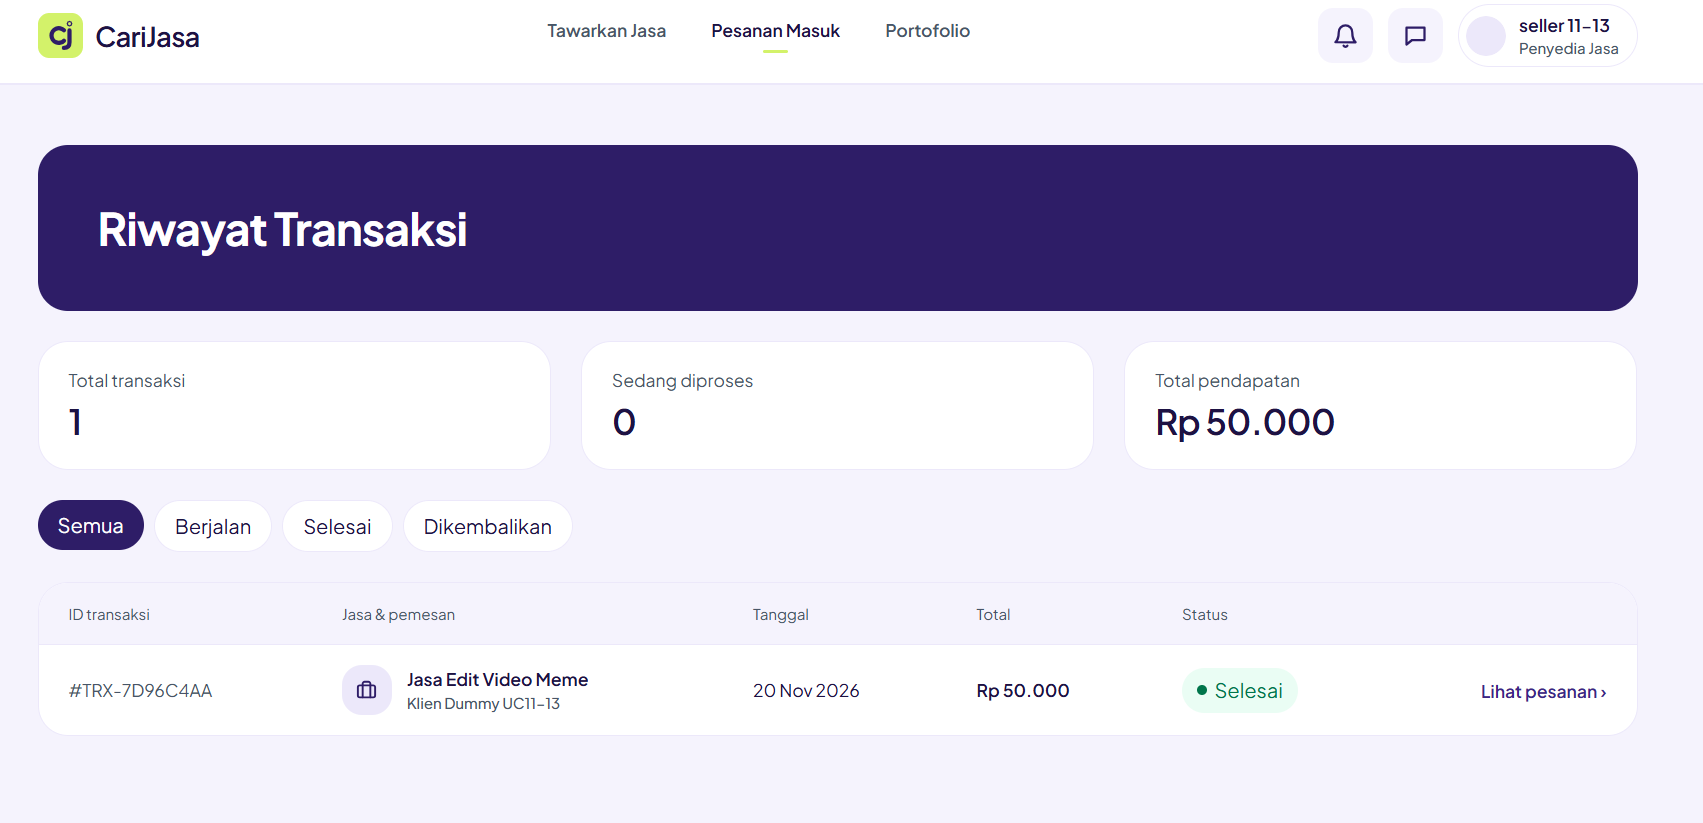 CJ CariJasa
Tawarkan Jasa
Pesanan Masuk
Portofolio
seller 11-13
Penyedia Jasa
Riwayat Transaksi
Total transaksi
1
Sedang diproses
0
Total pendapatan
Rp 50.000
Semua
Berjalan
Selesai
Dikembalikan
ID transaksi
Jasa & pemesan
Tanggal
Total
Status
#TRX-7D96C4AA
Jasa Edit Video Meme
Klien Dummy UC11-13
20 Nov 2026
Rp 50.000
Selesai
Lihat pesanan ›